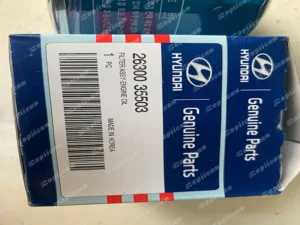 26300 35503
FILTER ASSY-ENGINE OIL
1 PC
MADE IN KOREA
HYUNDAI
Genuine Parts
HYUNDAI
Genuine Parts